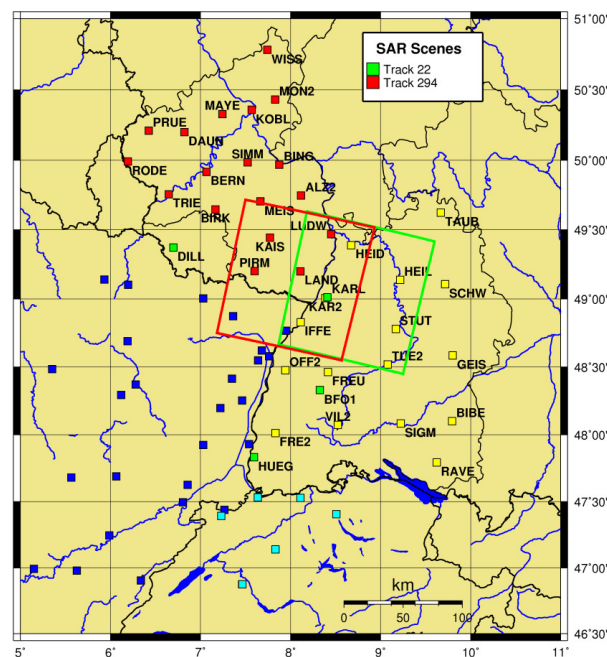 51°00'
WISS
SAR Scenes
Track 22
Track 294
MON2
50°30'
MAYE
KOBL
PRUE
DAUN
SIMM
BING
50°00'
RODE
BERN
ALZ2
TRIE
MEIS
BIRK
TAUB
LUDW
49°30'
KAIS
HEID
DILL
PIRM
LAND
HEIL
KARL
SCHW
49°00'
KAR2
IFFE
STUT
OFF2
TUE2
GEIS
48°30'
FREU
BFO1
VIL2
BIBE
SIGM
48°00'
FRE2
HUEG
RAVE
47°30'
km
47°00'
0
50
100
46°30'
5°
6°
7°
8°
9°
10°
11°